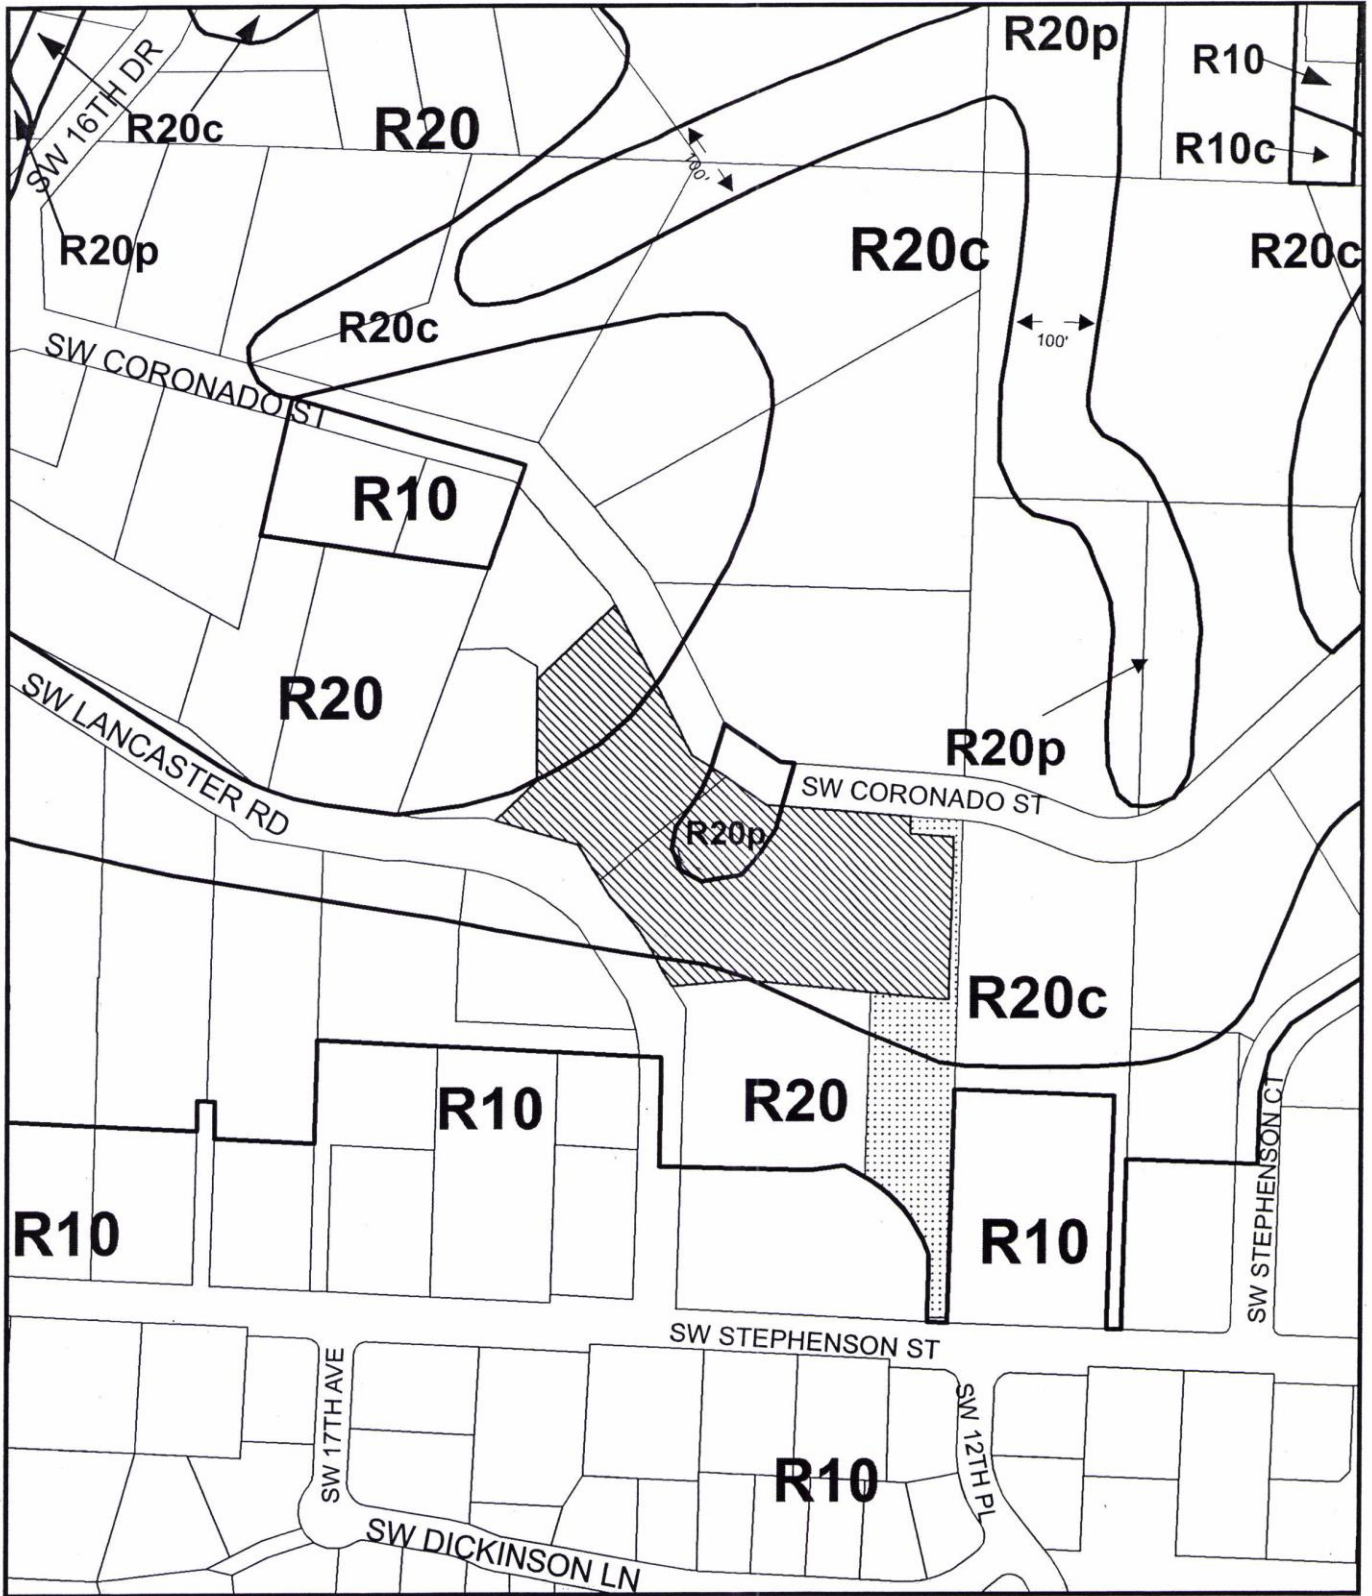 R20p
R10
SW 16TH DR
R20c
R20
R10c
100'
R20p
R20c
R20c
R20c
100'
SW CORONADO ST
R10
R20
SW LANCASTER RD
R20p
SW CORONADO ST
R20p
R20c
R20
R10
R10
R10
SW STEPHENSON CT
SW STEPHENSON ST
SW 17TH AVE
SW 12TH PL
R10
SW DICKINSON LN